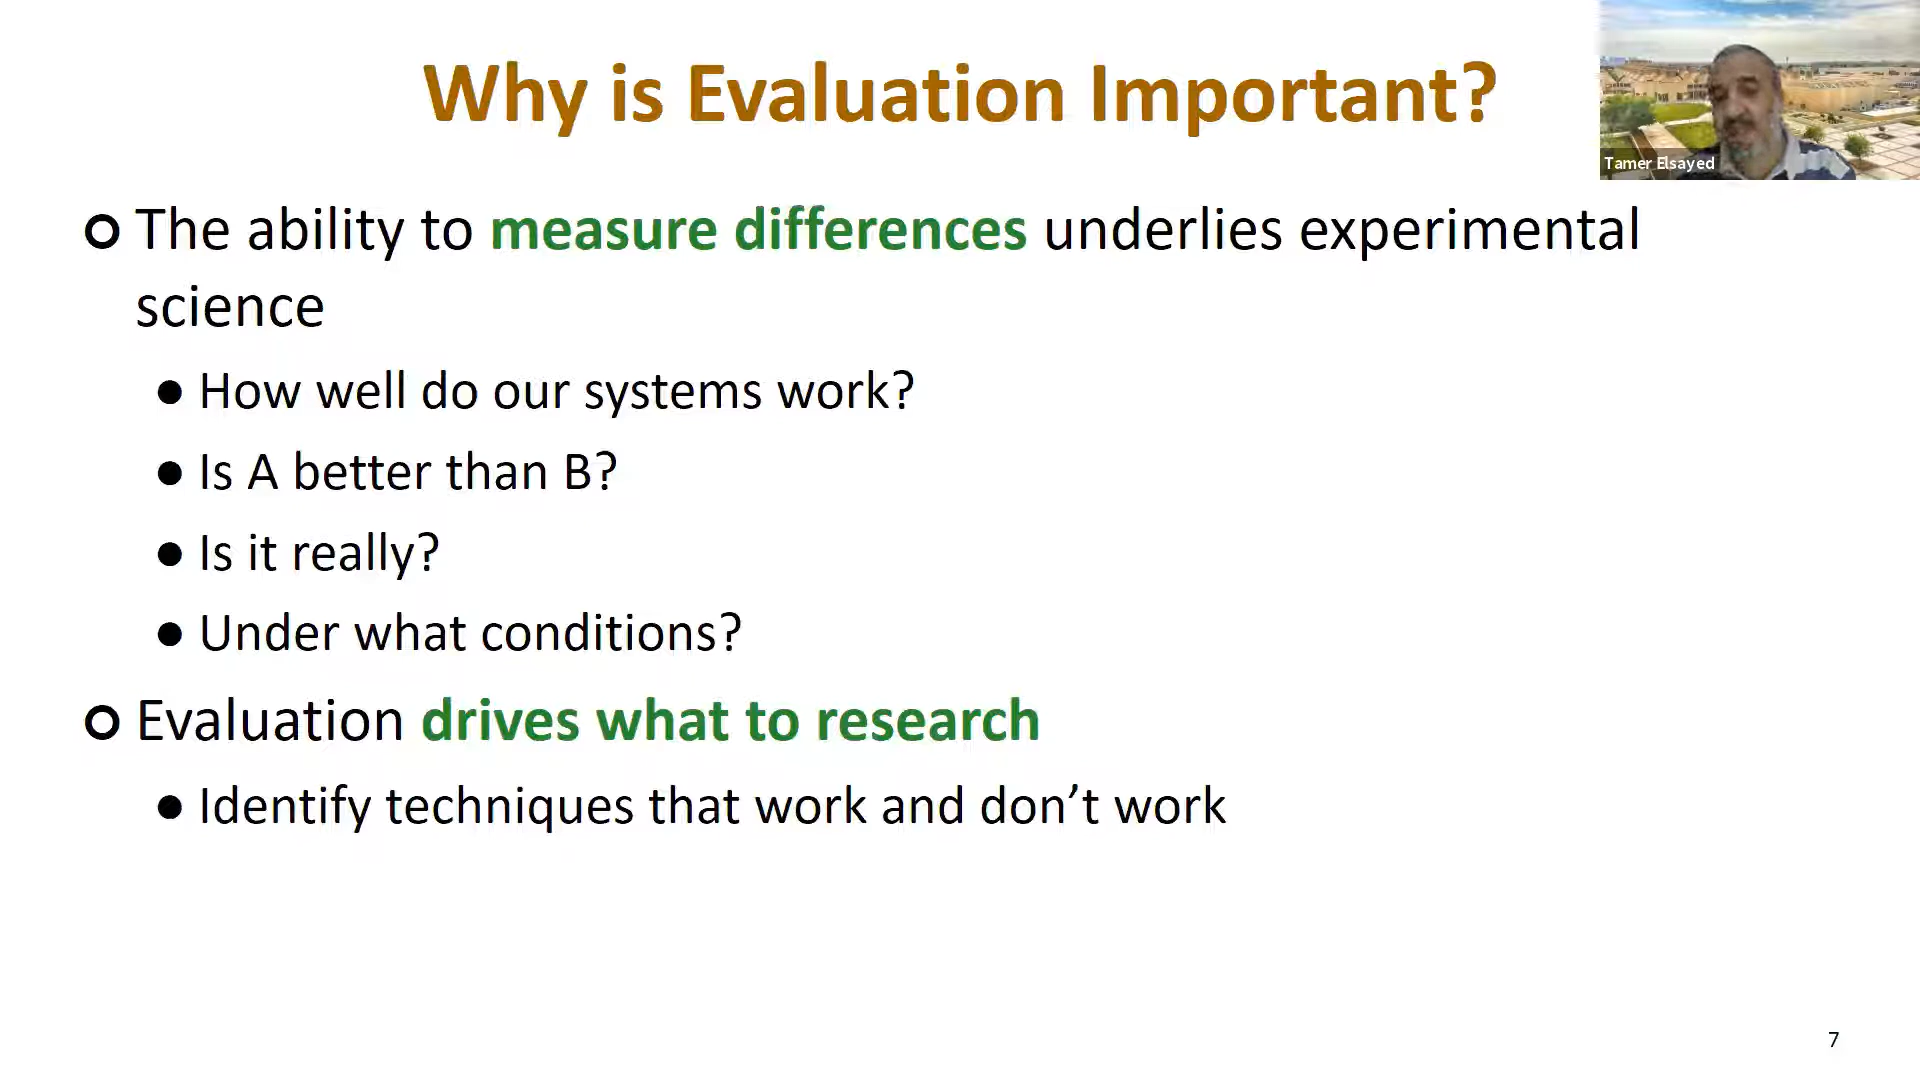 Why is Evaluation Important?
Tamer Elsayed
The ability to measure differences underlies experimental
science
How well do our systems work?
Is A better than B?
Is it really?
Under what conditions?
Evaluation drives what to research
Identify techniques that work and don’t work
7